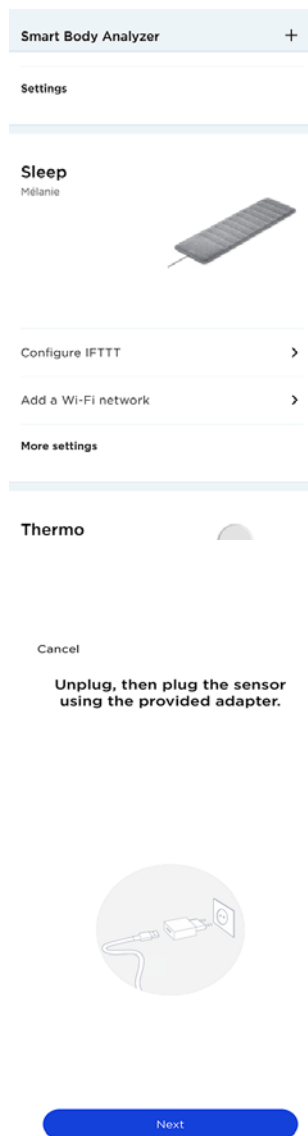 Smart Body Analyzer +
Settings
Sleep
Mélanie
Configure IFTTT
Add a Wi-Fi network
More settings
Thermo
Cancel
Unplug, then plug the sensor
using the provided adapter.
Next